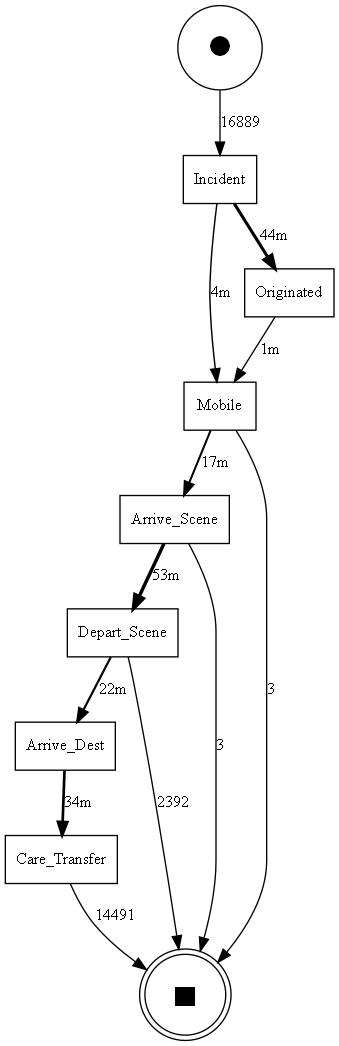 16889
Incident
44m
Originated
4m
1m
Mobile
17m
Arrive_Scene
53m
Depart_Scene
22m
3
Arrive_Dest
3
34m
2392
Care_Transfer
14491